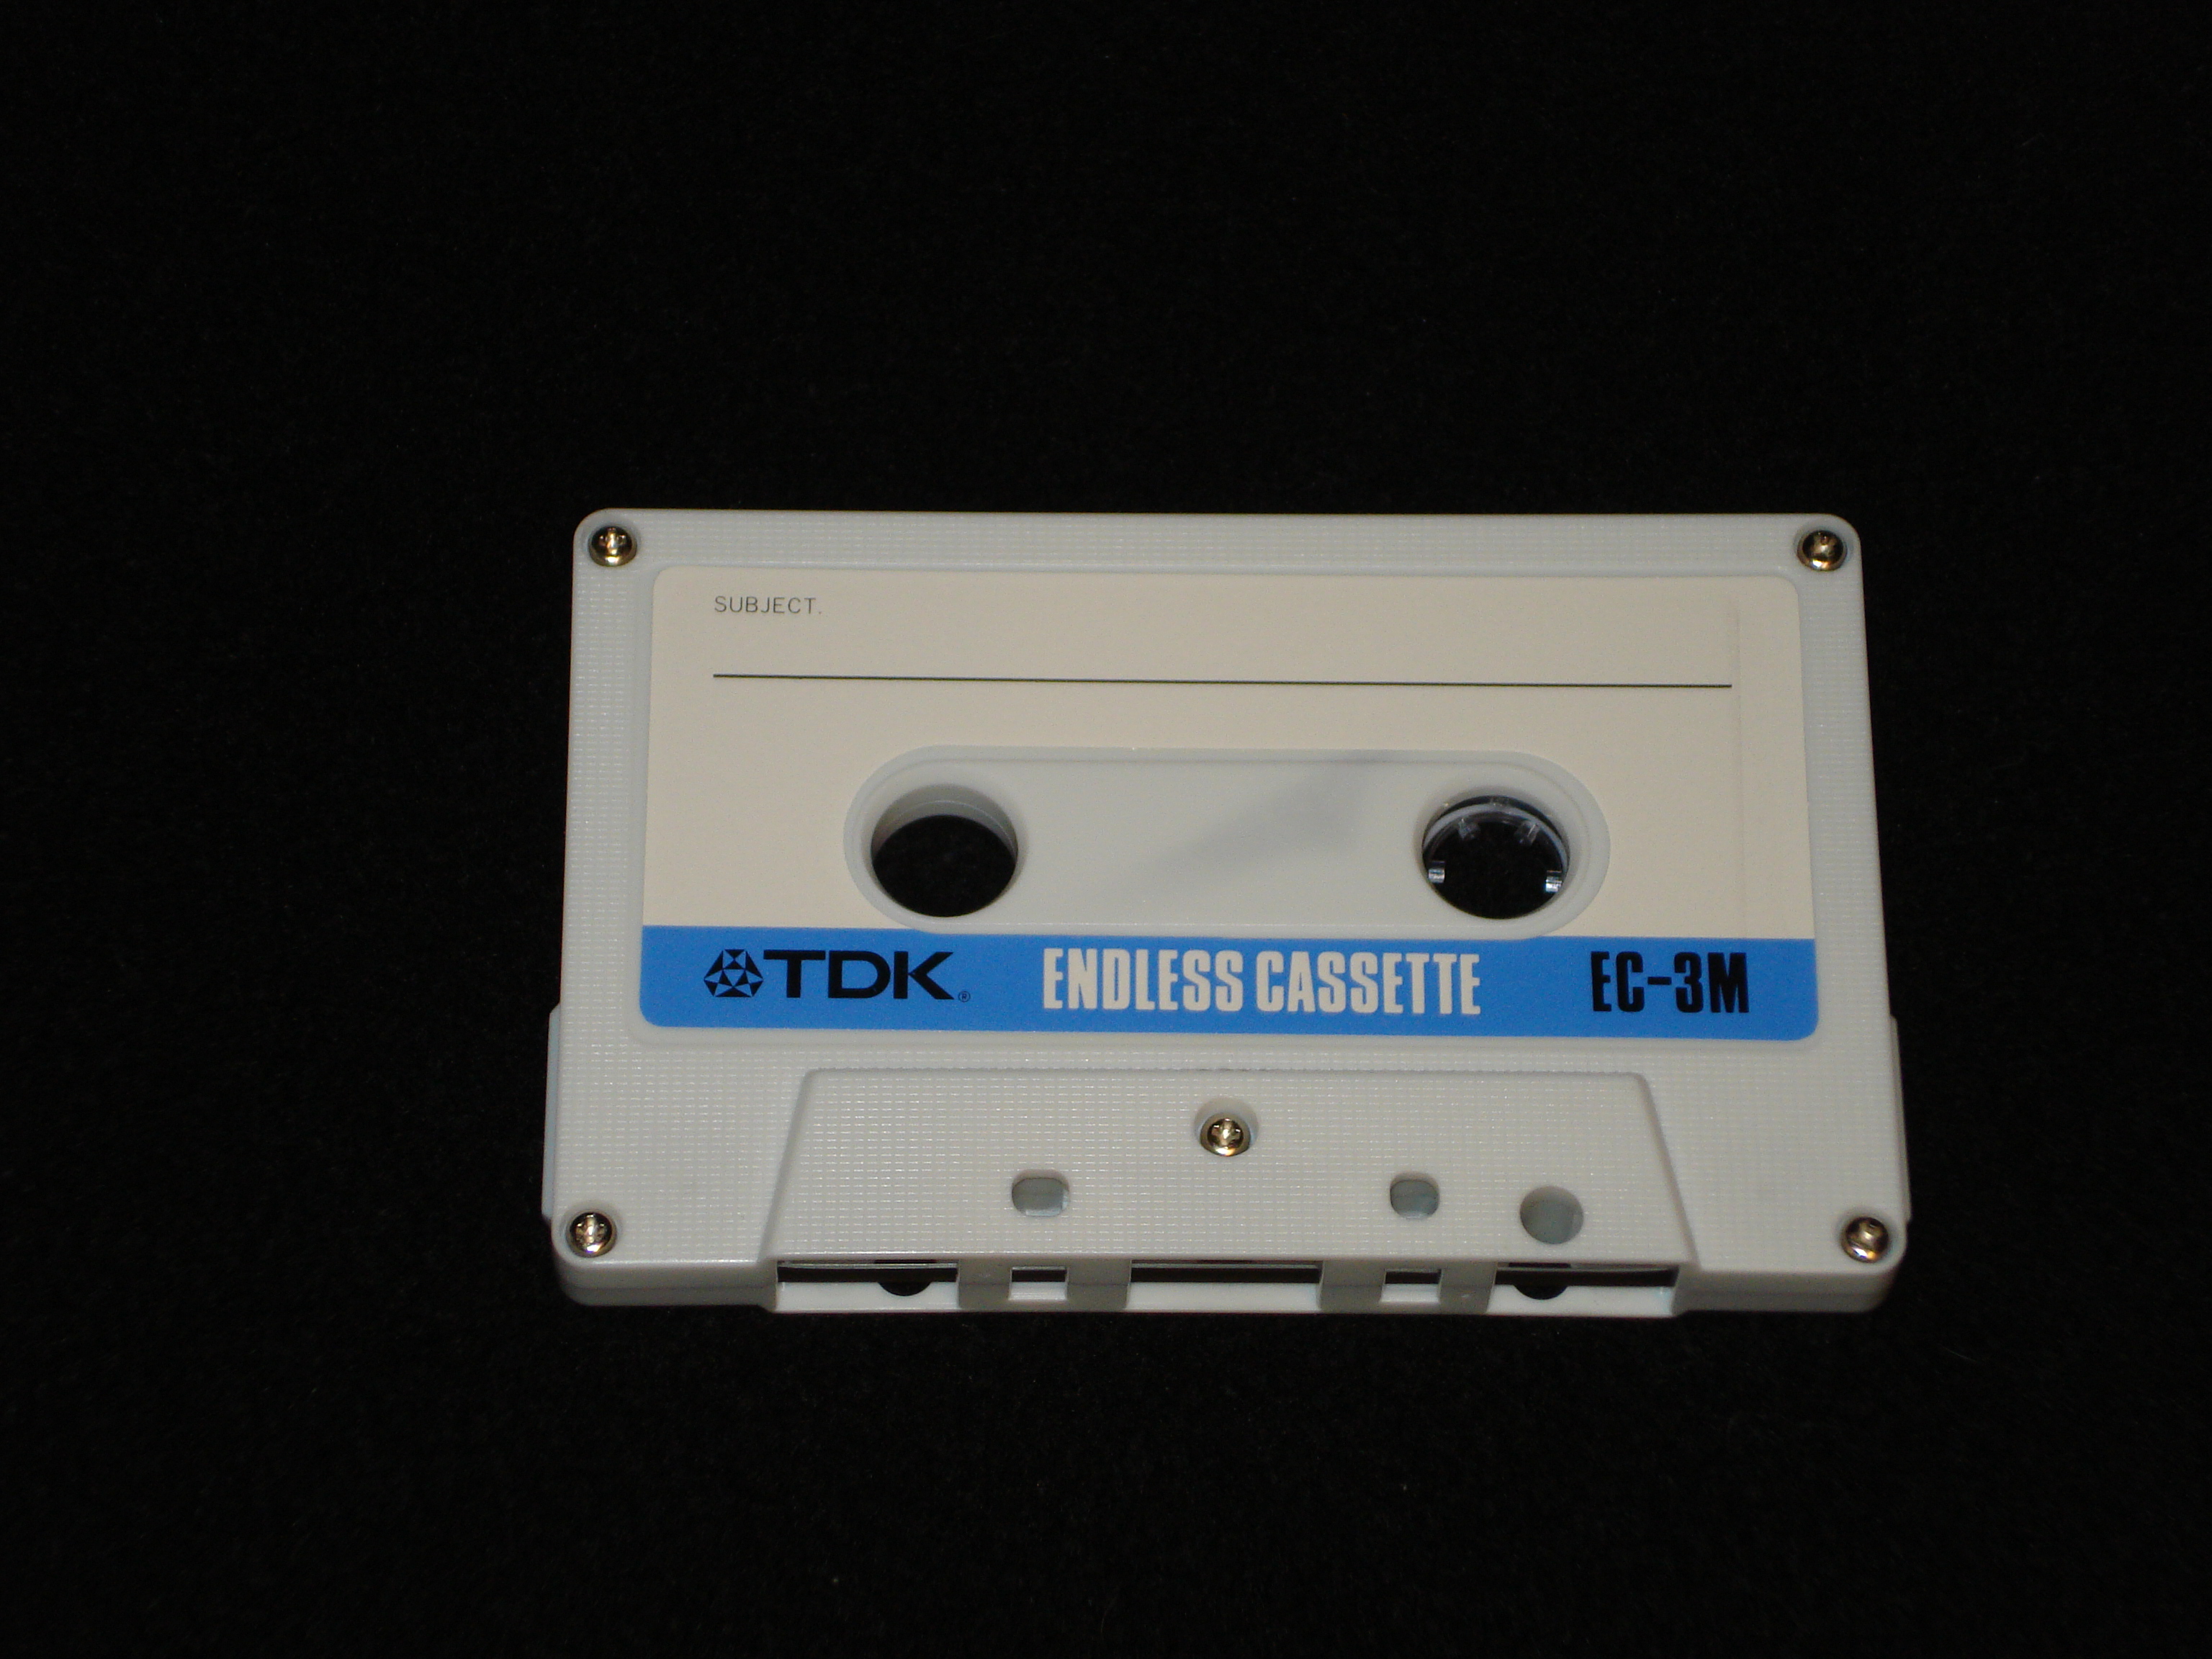 SUBJECT.
TDK® ENDLESS CASSETTE EC-3M